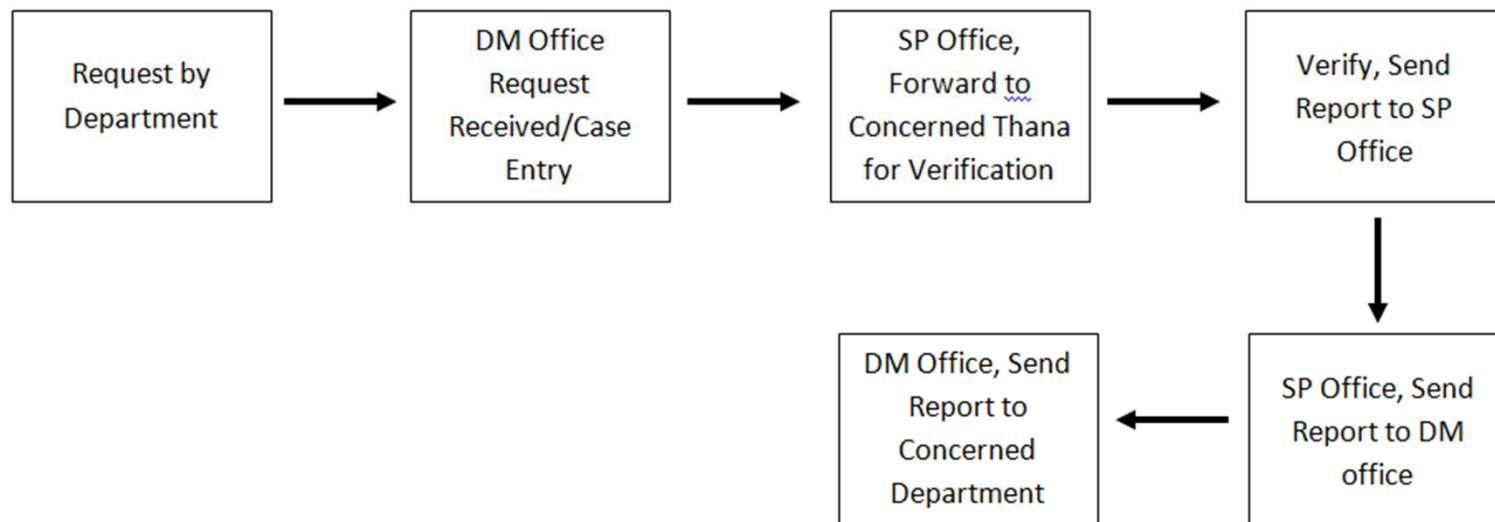 Request by
Department
DM Office
Request
Received/Case
Entry
SP Office,
Forward to
Concerned Thana
for Verification
Verify, Send
Report to SP
Office
SP Office, Send
Report to DM
office
DM Office, Send
Report to
Concerned
Department